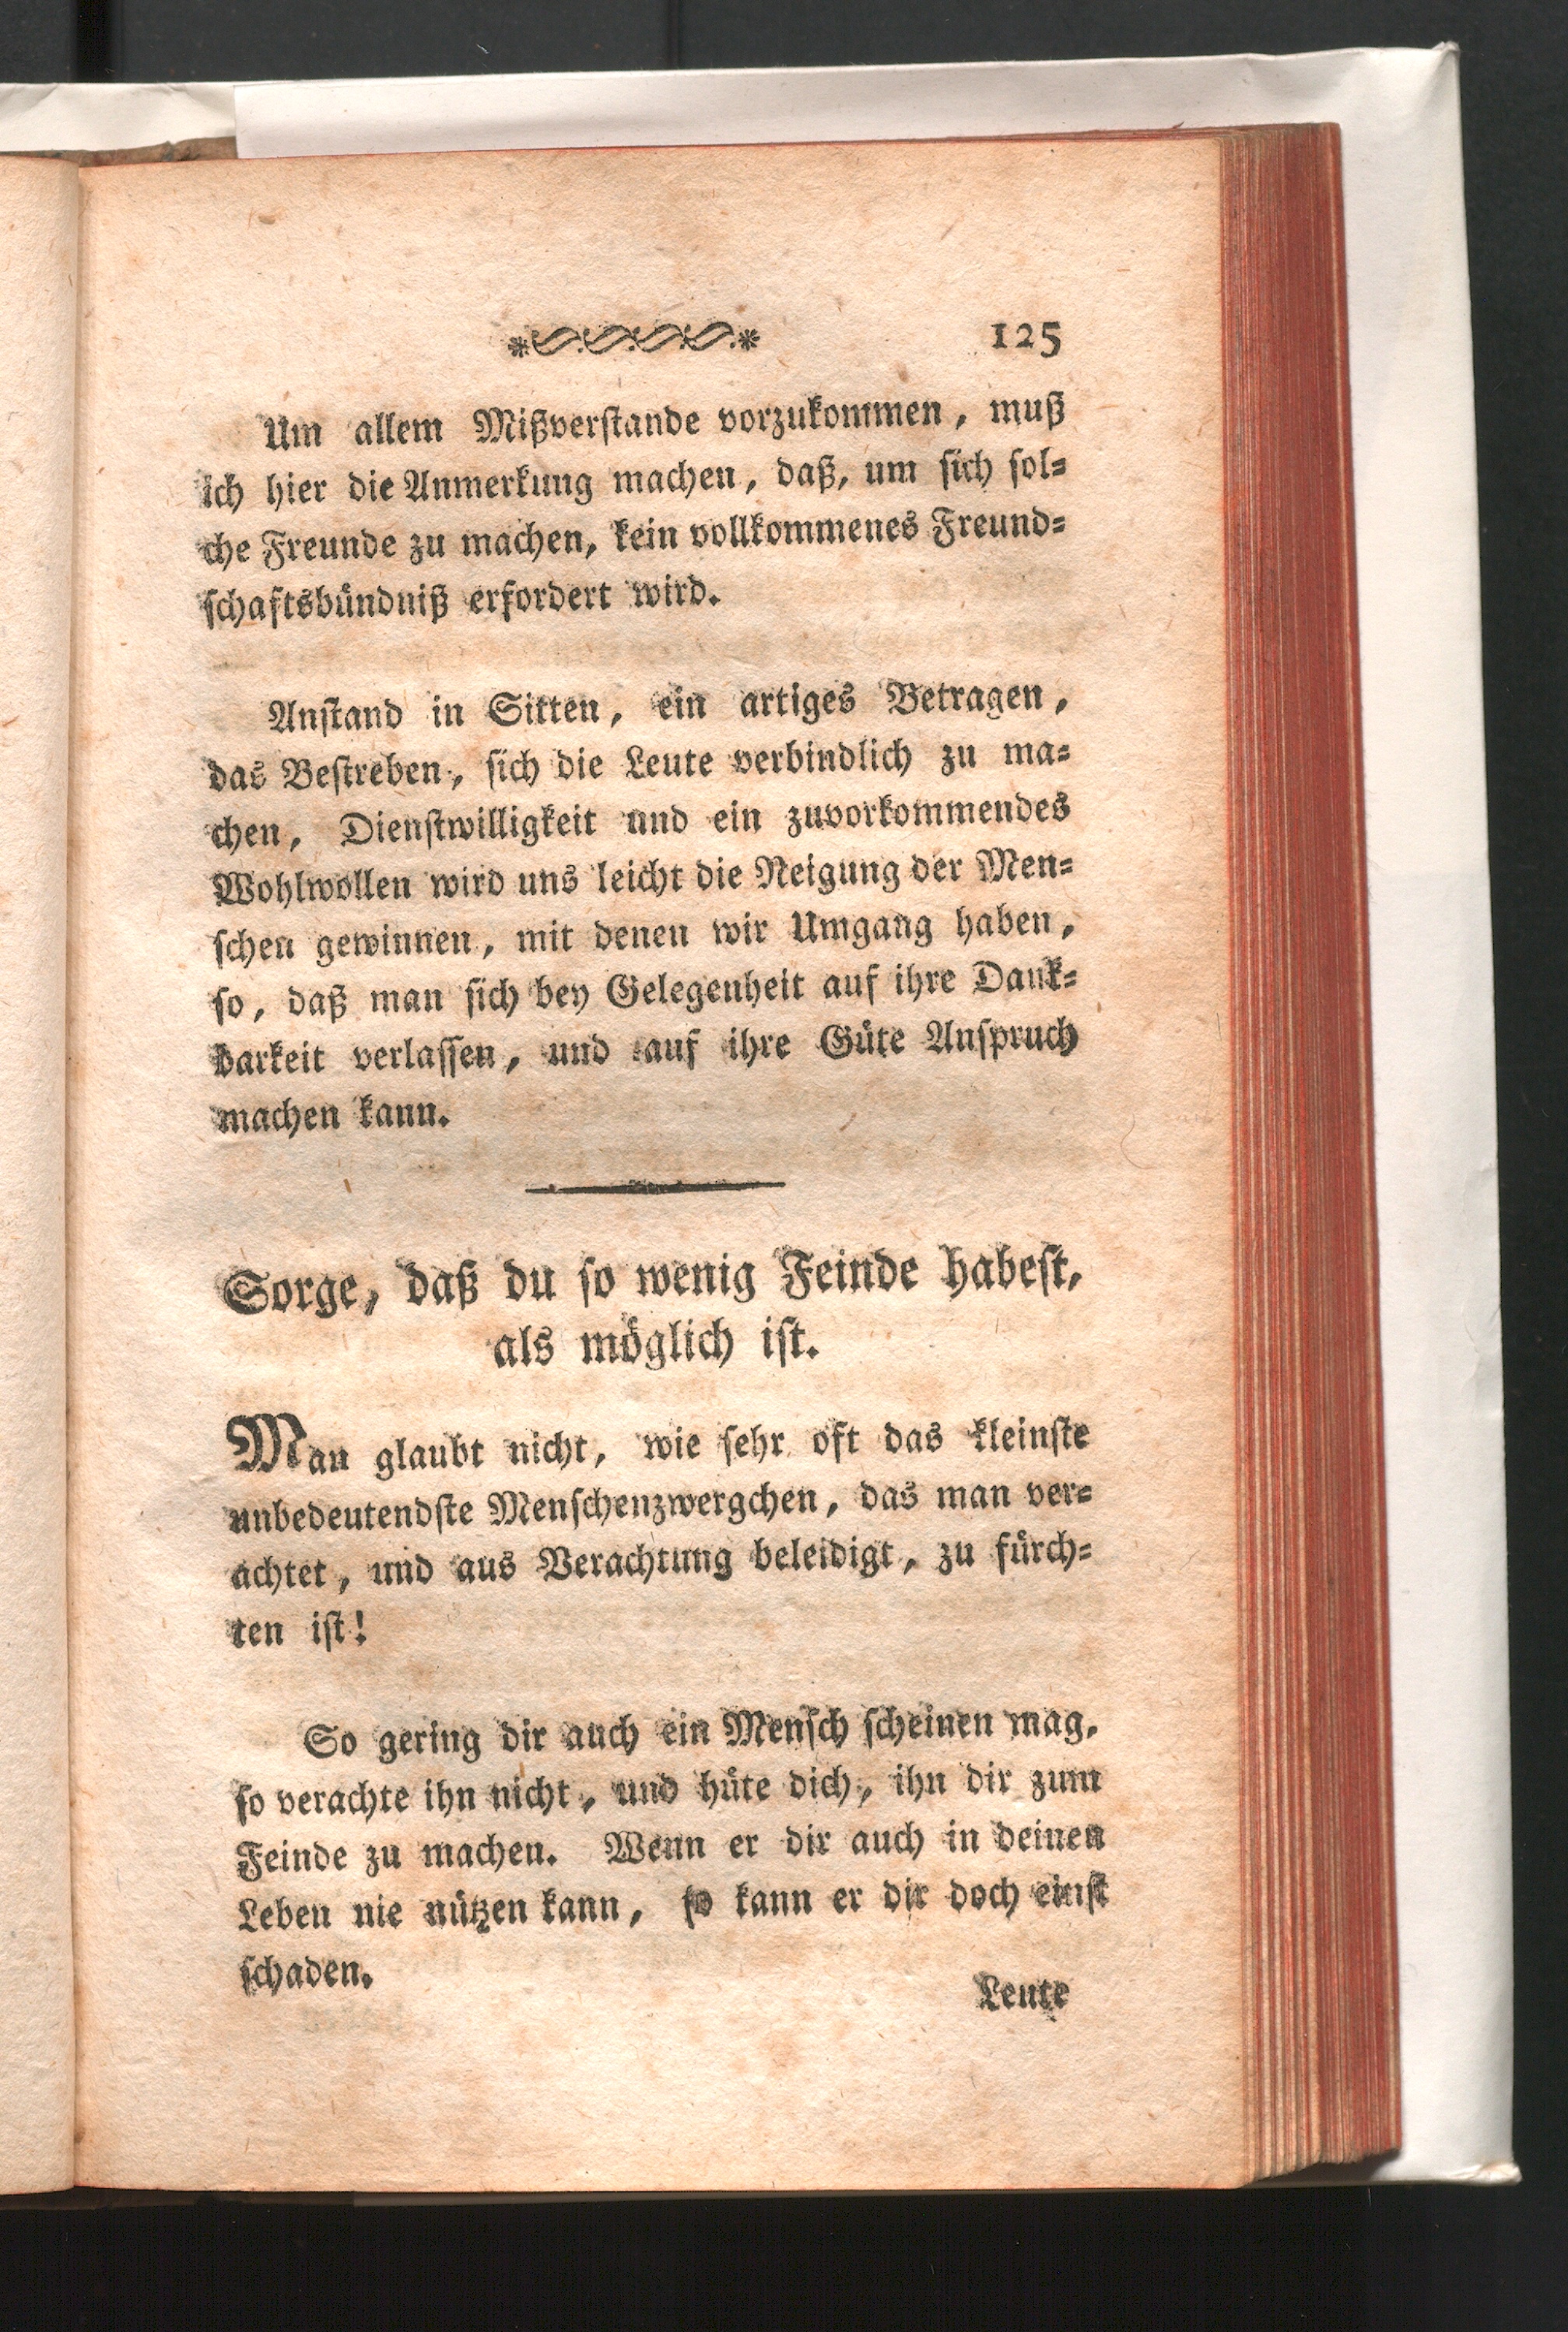 125
Um allem Mißverstande vorzukommen, muß
ich hier die Anmerkung machen, daß, um sich sol⸗
che Freunde zu machen, kein vollkommenes Freund⸗
schaftsbündniß erfordert wird.
Anstand in Sitten, ein artiges Betragen,
das Bestreben, sich die Leute verbindlich zu ma⸗
chen, Dienstwilligkeit und ein zuvorkommendes
Wohlwollen wird uns leicht die Neigung der Men⸗
schen gewinnen, mit denen wir Umgang haben,
so, daß man sich bey Gelegenheit auf ihre Dank⸗
barkeit verlassen, und auf ihre Güte Anspruch
machen kann.
Sorge, daß du so wenig Feinde habest,
als möglich ist.
Man glaubt nicht, wie sehr oft das kleinste
unbedeutendste Menschenzwergchen, das man ver⸗
achtet, und aus Verachtung beleidigt, zu fürch⸗
ten ist!
So gering dir auch ein Mensch scheinen mag,
so verachte ihn nicht, und hüte dich, ihn dir zum
Feinde zu machen. Wenn er dir auch in deinen
Leben nie nützen kann, so kann er dir doch einst
schaden.
Leute